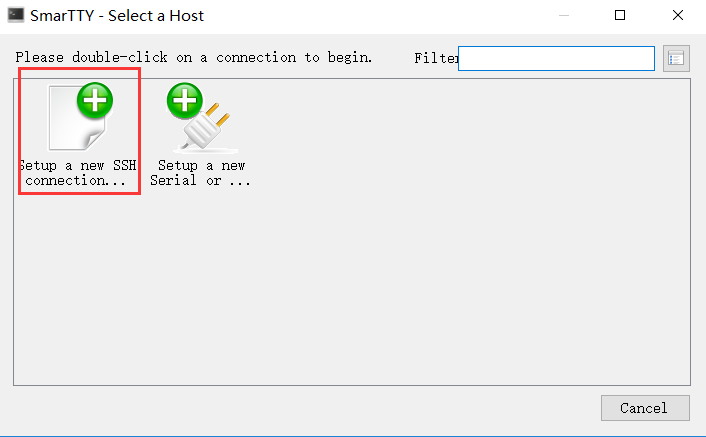 SmarTTY - Select a Host
Please double-click on a connection to begin.
Filter
Setup a new SSH
connection...
Setup a new
Serial or ...
Cancel